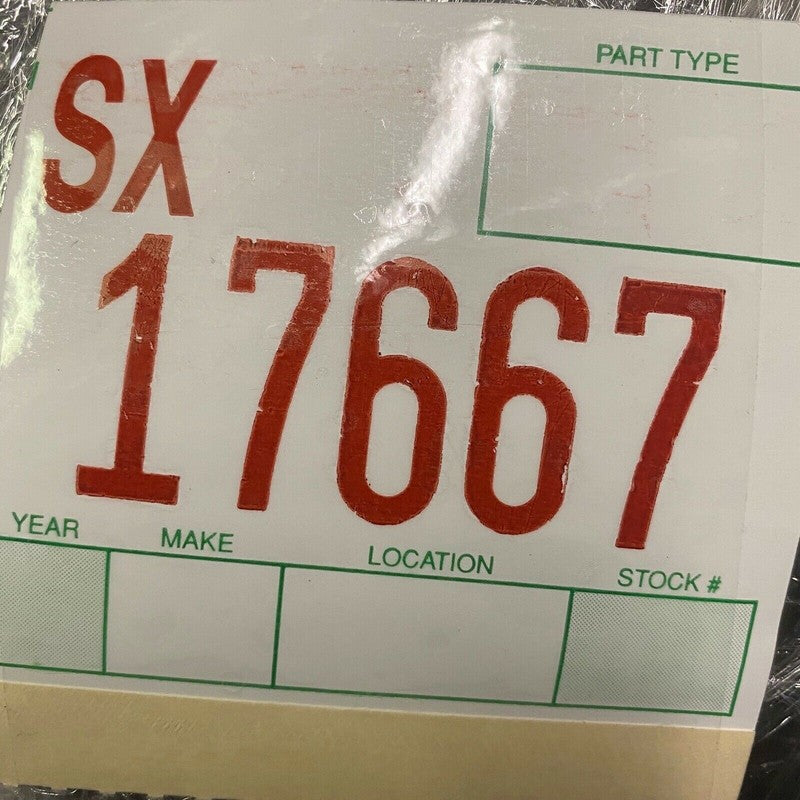 PART TYPE
SX
17667
YEAR
MAKE
LOCATION
STOCK #